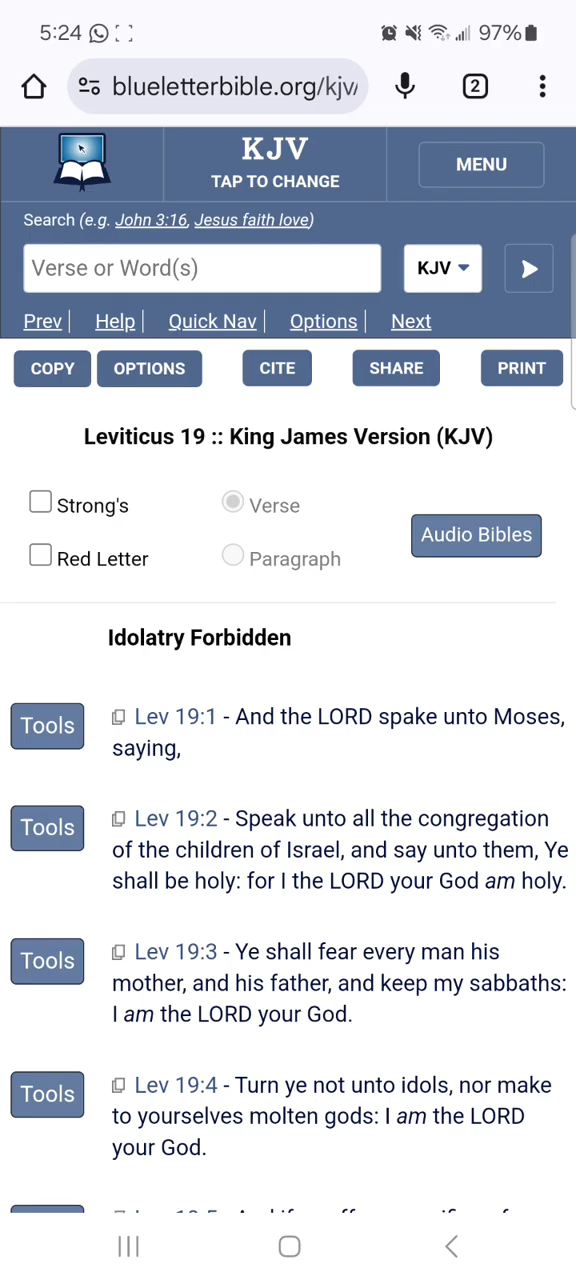 5:24 97%
blueletterbible.org/kjv/ 2
KJV
TAP TO CHANGE
MENU
Search (e.g. John 3:16, Jesus faith love)
Verse or Word(s) KJV
Prev | Help | Quick Nav | Options | Next
COPY OPTIONS CITE SHARE PRINT
Leviticus 19 :: King James Version (KJV)
Strong's Verse
Audio Bibles
Red Letter Paragraph
Idolatry Forbidden
Tools Lev 19:1 - And the LORD spake unto Moses,
saying,
Tools Lev 19:2 - Speak unto all the congregation
of the children of Israel, and say unto them, Ye
shall be holy: for I the LORD your God am holy.
Tools Lev 19:3 - Ye shall fear every man his
mother, and his father, and keep my sabbaths:
I am the LORD your God.
Tools Lev 19:4 - Turn ye not unto idols, nor make
to yourselves molten gods: I am the LORD
your God.